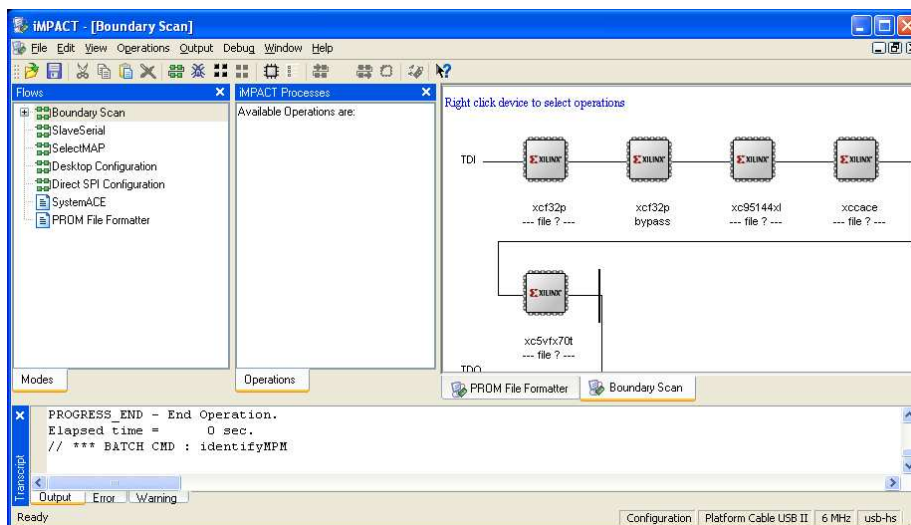 iMPACT - [Boundary Scan]
File Edit View Operations Output Debug Window Help
Flows
Boundary Scan
SlaveSerial
SelectMAP
Desktop Configuration
Direct SPI Configuration
SystemACE
PROM File Formatter
Modes
iMPACT Processes
Available Operations are:
Operations
Right click device to select operations
TDI
XILINX
XILINX
XILINX
XILINX
xcf32p
--- file ? ---
xcf32p
bypass
xc95144xl
--- file ? ---
xccace
--- file ? ---
XILINX
xc5vfx70t
--- file ? ---
TDO
PROM File Formatter
Boundary Scan
PROGRESS_END - End Operation.
Elapsed time = 0 sec.
// *** BATCH CMD : identifyMPM
Transcript
Output Error Warning
Ready
Configuration Platform Cable USB II 6 MHz usb-hs